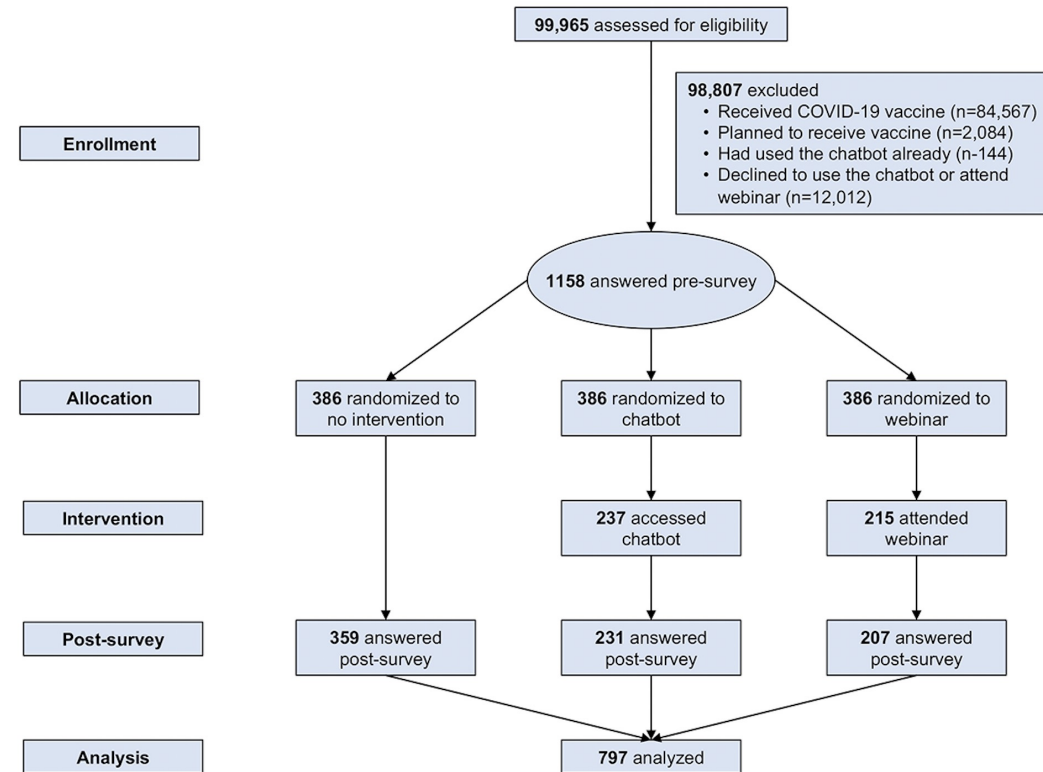 99,965 assessed for eligibility
98,807 excluded
• Received COVID-19 vaccine (n=84,567)
• Planned to receive vaccine (n=2,084)
• Had used the chatbot already (n-144)
• Declined to use the chatbot or attend
webinar (n=12,012)
Enrollment
1158 answered pre-survey
Allocation
386 randomized to
no intervention
386 randomized to
chatbot
386 randomized to
webinar
Intervention
237 accessed
chatbot
215 attended
webinar
Post-survey
359 answered
post-survey
231 answered
post-survey
207 answered
post-survey
Analysis
797 analyzed